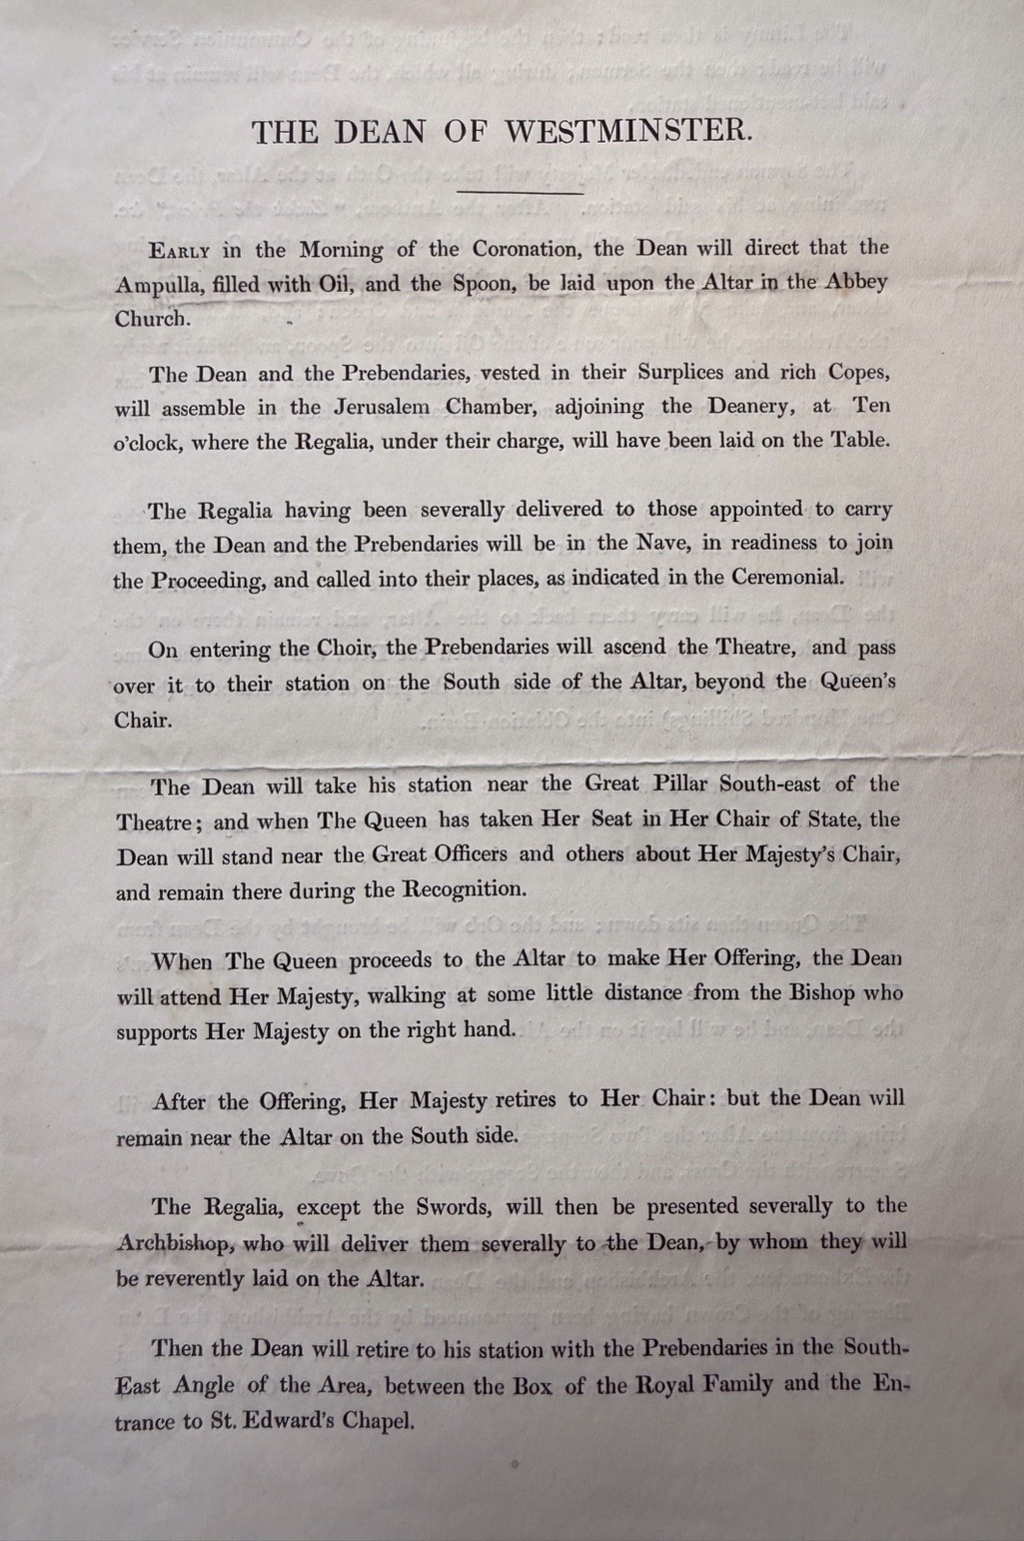 THE DEAN OF WESTMINSTER.
EARLY in the Morning of the Coronation, the Dean will direct that the
Ampulla, filled with Oil, and the Spoon, be laid upon the Altar in the Abbey
Church.
The Dean and the Prebendaries, vested in their Surplices and rich Copes,
will assemble in the Jerusalem Chamber, adjoining the Deanery, at Ten
o'clock, where the Regalia, under their charge, will have been laid on the Table.
The Regalia having been severally delivered to those appointed to carry
them, the Dean and the Prebendaries will be in the Nave, in readiness to join
the Proceeding, and called into their places, as indicated in the Ceremonial.
On entering the Choir, the Prebendaries will ascend the Theatre, and pass
over it to their station on the South side of the Altar, beyond the Queen's
Chair.
The Dean will take his station near the Great Pillar South-east of the
Theatre; and when The Queen has taken Her Seat in Her Chair of State, the
Dean will stand near the Great Officers and others about Her Majesty's Chair,
and remain there during the Recognition.
When The Queen proceeds to the Altar to make Her Offering, the Dean
will attend Her Majesty, walking at some little distance from the Bishop who
supports Her Majesty on the right hand.
After the Offering, Her Majesty retires to Her Chair: but the Dean will
remain near the Altar on the South side.
The Regalia, except the Swords, will then be presented severally to the
Archbishop, who will deliver them severally to the Dean, by whom they will
be reverently laid on the Altar.
Then the Dean will retire to his station with the Prebendaries in the South-
East Angle of the Area, between the Box of the Royal Family and the En-
trance to St. Edward's Chapel.